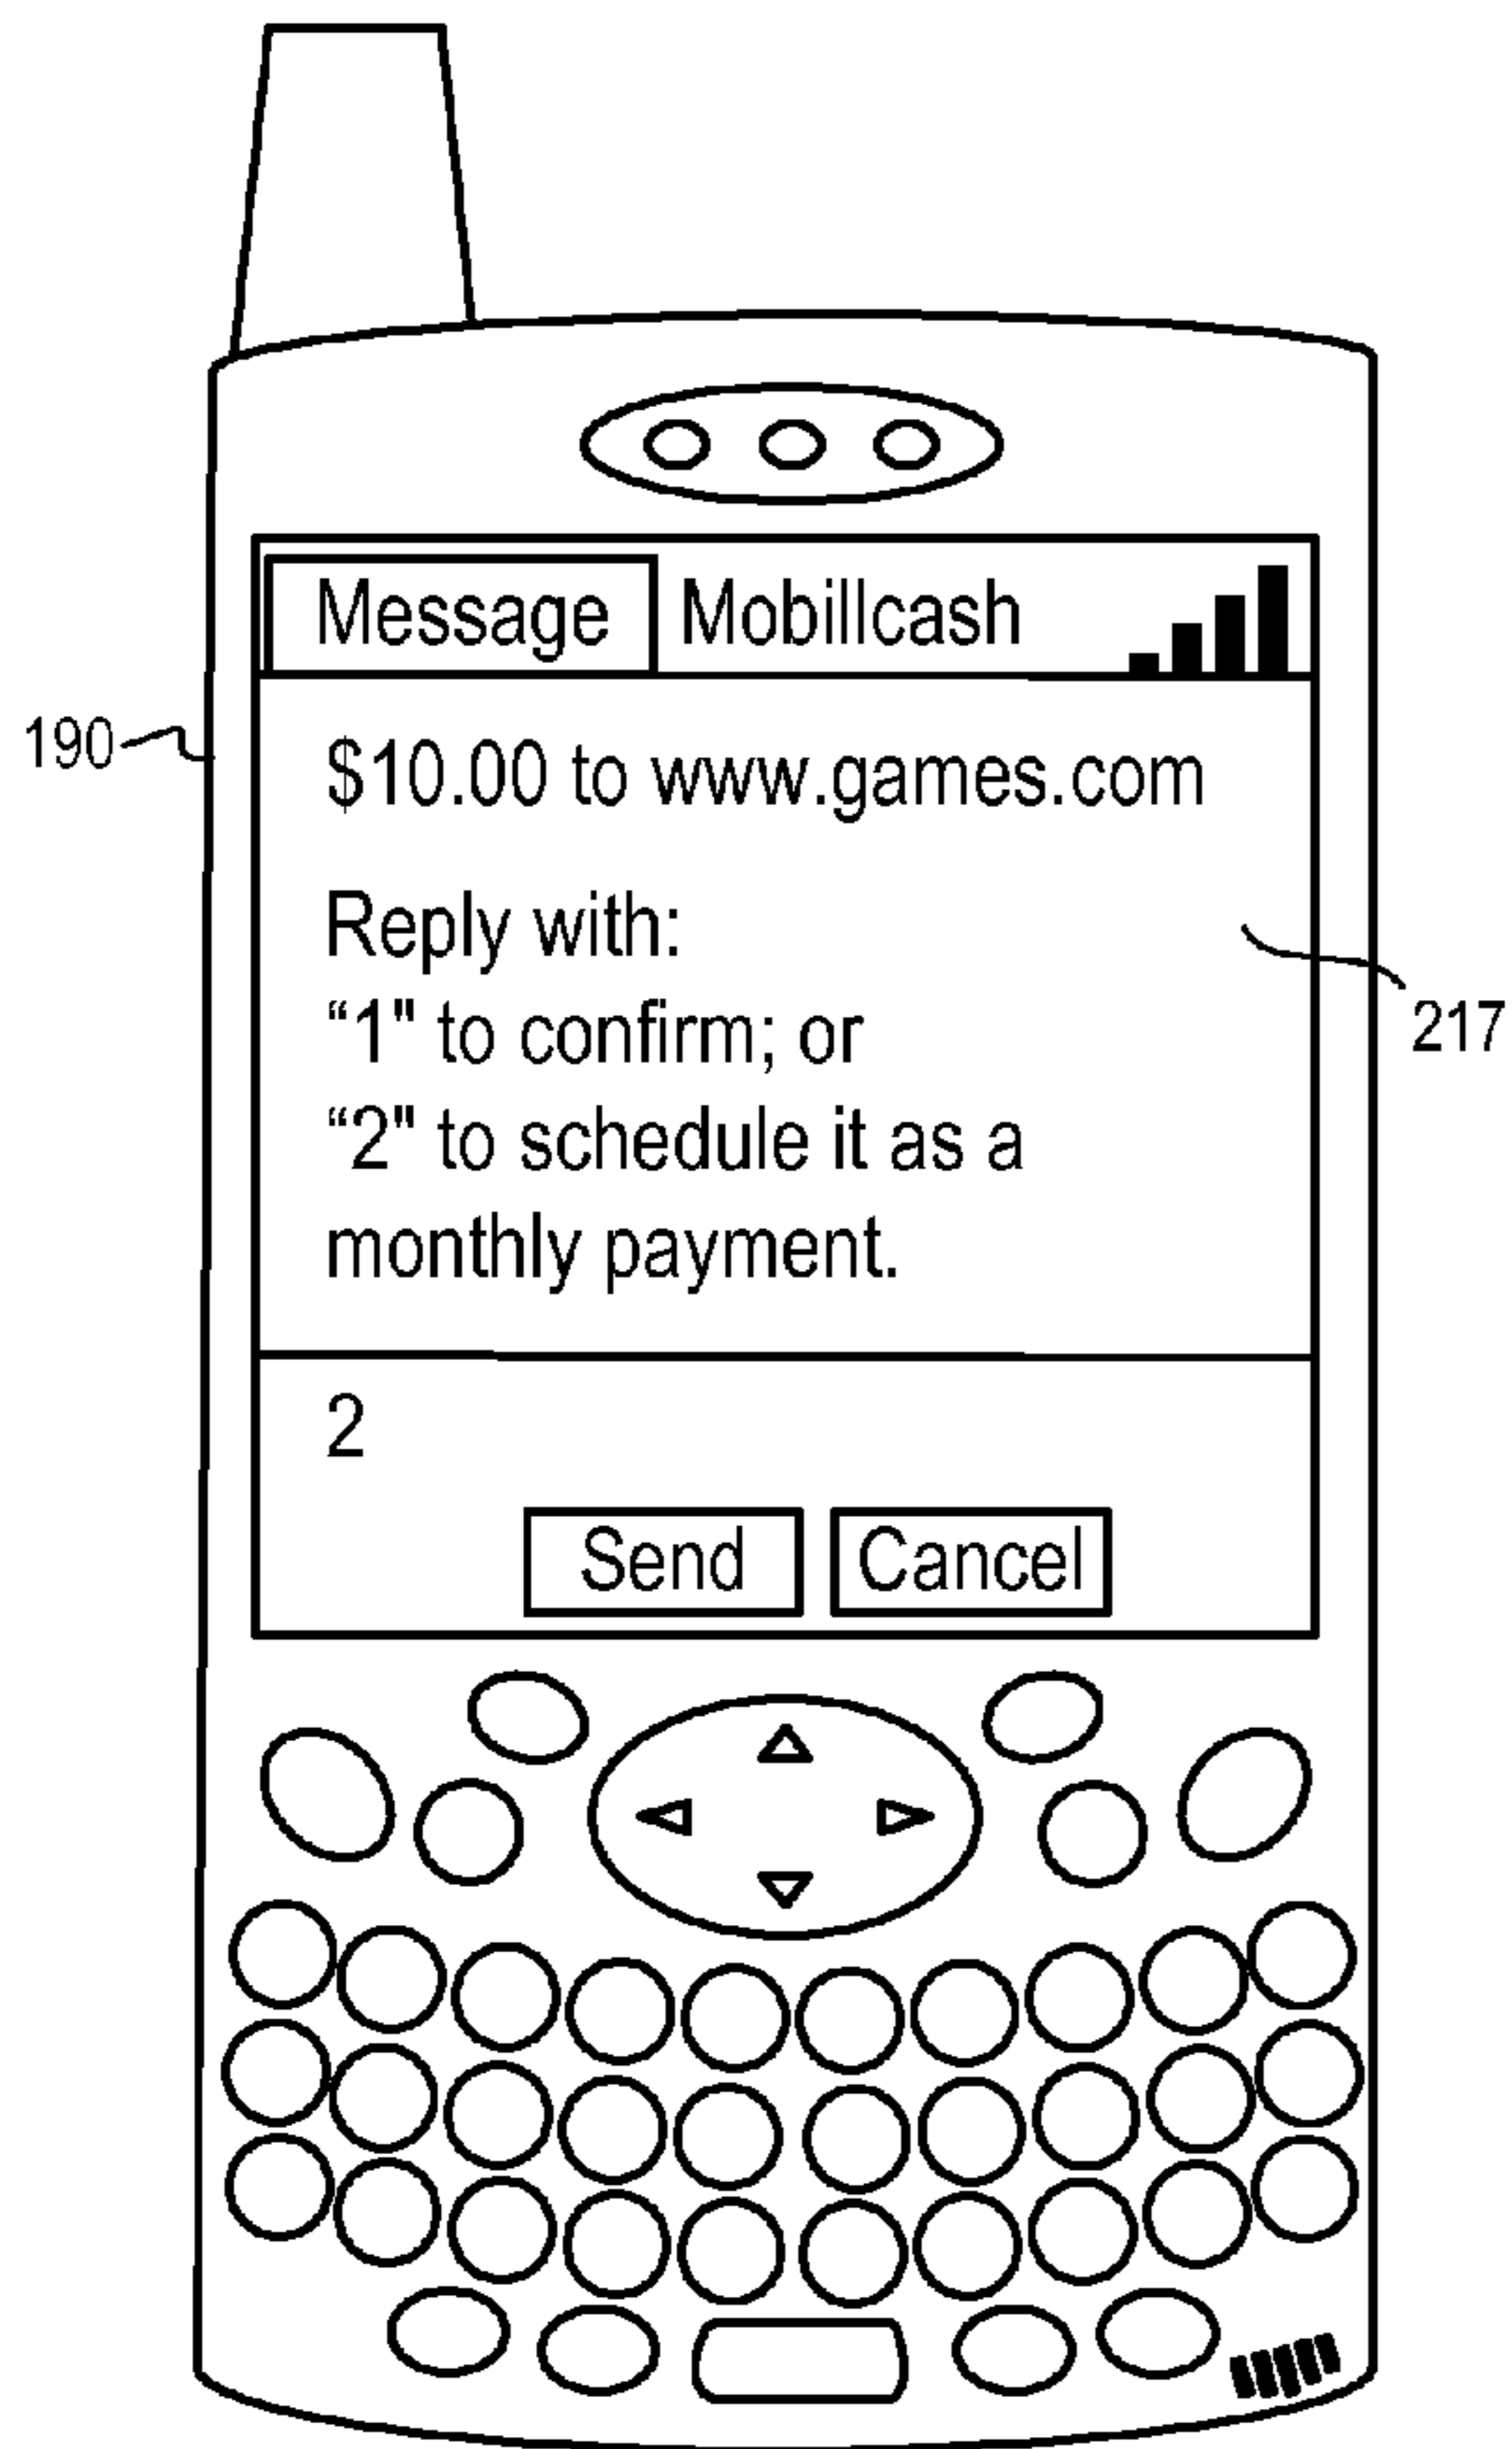 Message Mobillcash
190
$10.00 to www.games.com
Reply with:
“1" to confirm; or
217
“2" to schedule it as a
monthly payment.
2
Send Cancel